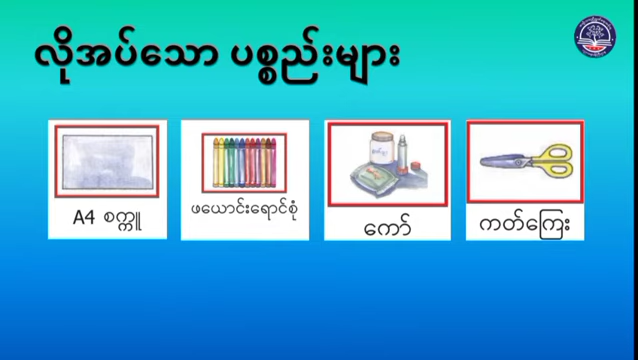 လိုအပ်သော ပစ္စည်းများ
A4 စက္ကူ
ဖယောင်းရောင်စုံ
ကော်
ကတ်ကြေး